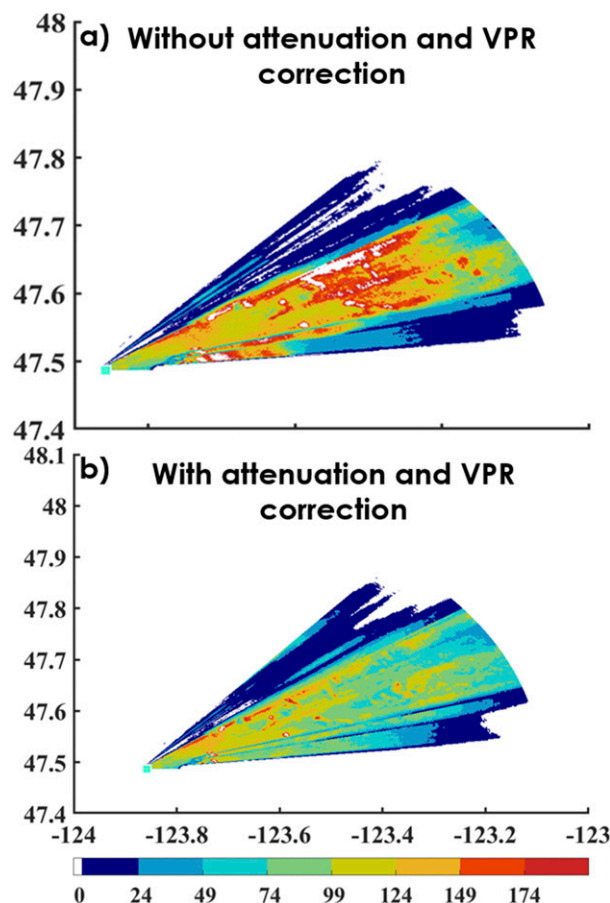 48
a) Without attenuation and VPR
correction
47.9
47.8
47.7
47.6
47.5
47.4
48.1
b) With attenuation and VPR
correction
48
47.9
47.8
47.7
47.6
47.5
47.4
-124 -123.8 -123.6 -123.4 -123.2 -123
0 24 49 74 99 124 149 174